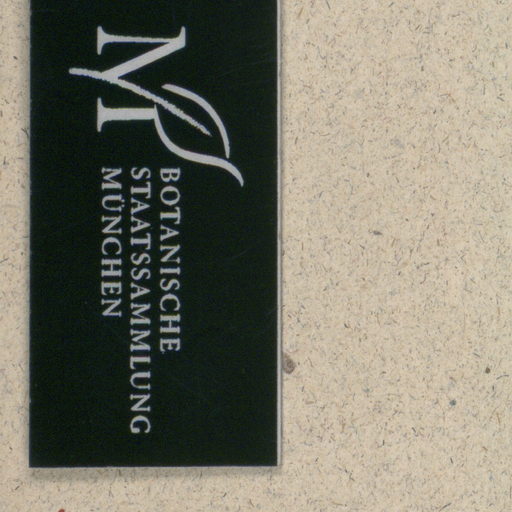 M
BOTANISCHE
STAATSSAMMLUNG
MÜNCHEN